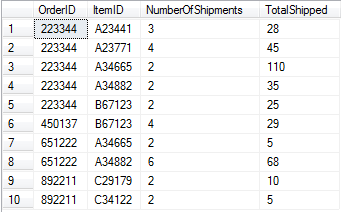 OrderID ItemID NumberOfShipments TotalShipped
1 223344 A23441 3 28
2 223344 A23771 4 45
3 223344 A34665 2 110
4 223344 A34882 2 35
5 223344 B67123 2 25
6 450137 B67123 4 29
7 651222 A34665 2 5
8 651222 A34882 6 68
9 892211 C29179 2 10
10 892211 C34122 2 5